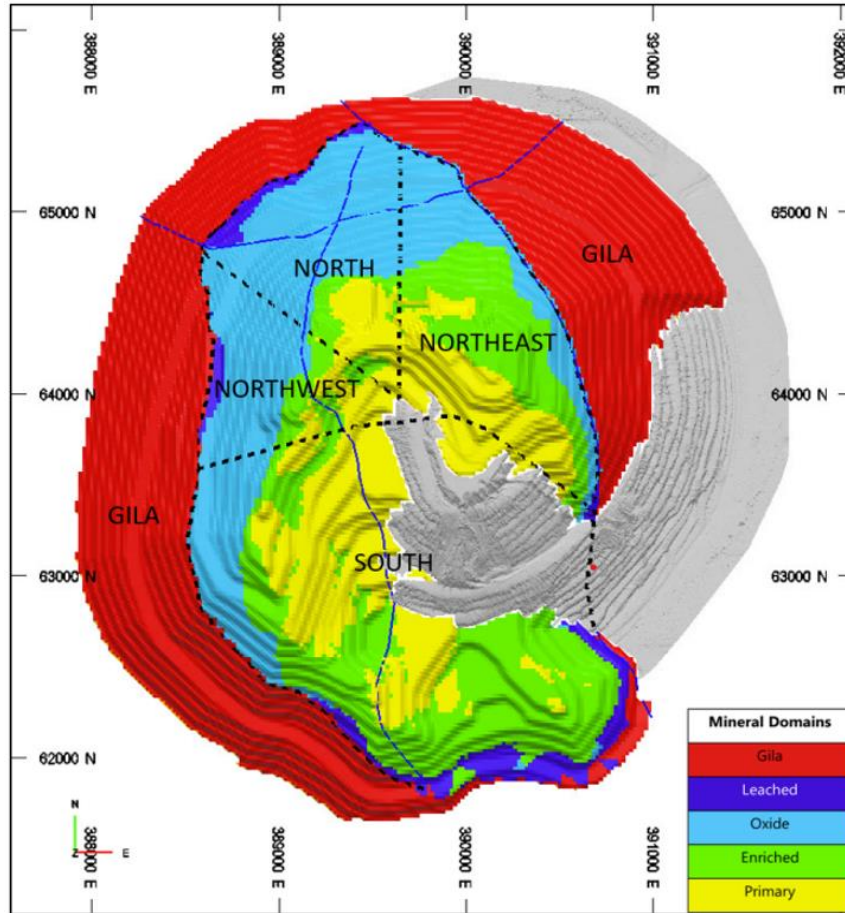 388000 E
389000 E
390000 E
391000 E
392000 E
65000 N
65000 N
NORTH
GILA
NORTHEAST
64000 N
64000 N
NORTHWEST
GILA
SOUTH
63000 N
63000 N
62000 N
Mineral Domains
Gila
Leached
Oxide
Enriched
Primary
N
Z
E
388000 E
389000 E
390000 E
391000 E